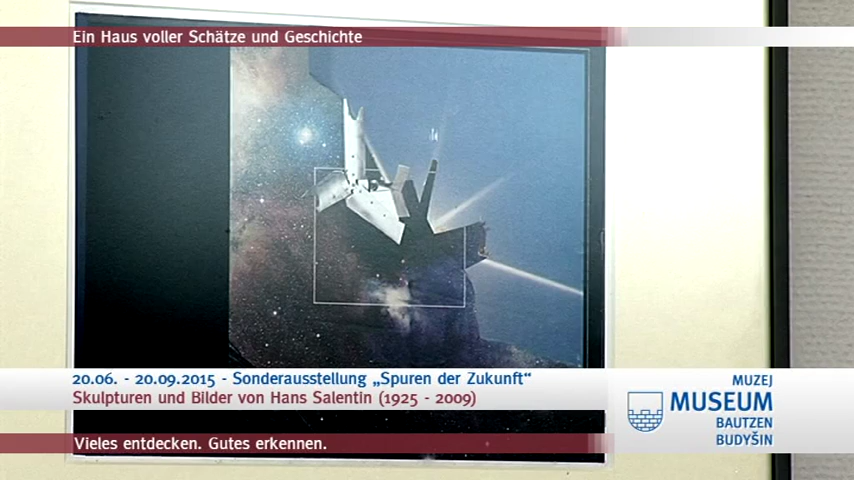 Ein Haus voller Schätze und Geschichte
20.06. - 20.09.2015 - Sonderausstellung „Spuren der Zukunft“
Skulpturen und Bilder von Hans Salentin (1925 - 2009)
MUZEJ
MUSEUM
BAUTZEN
BUDYŠIN
Vieles entdecken. Gutes erkennen.